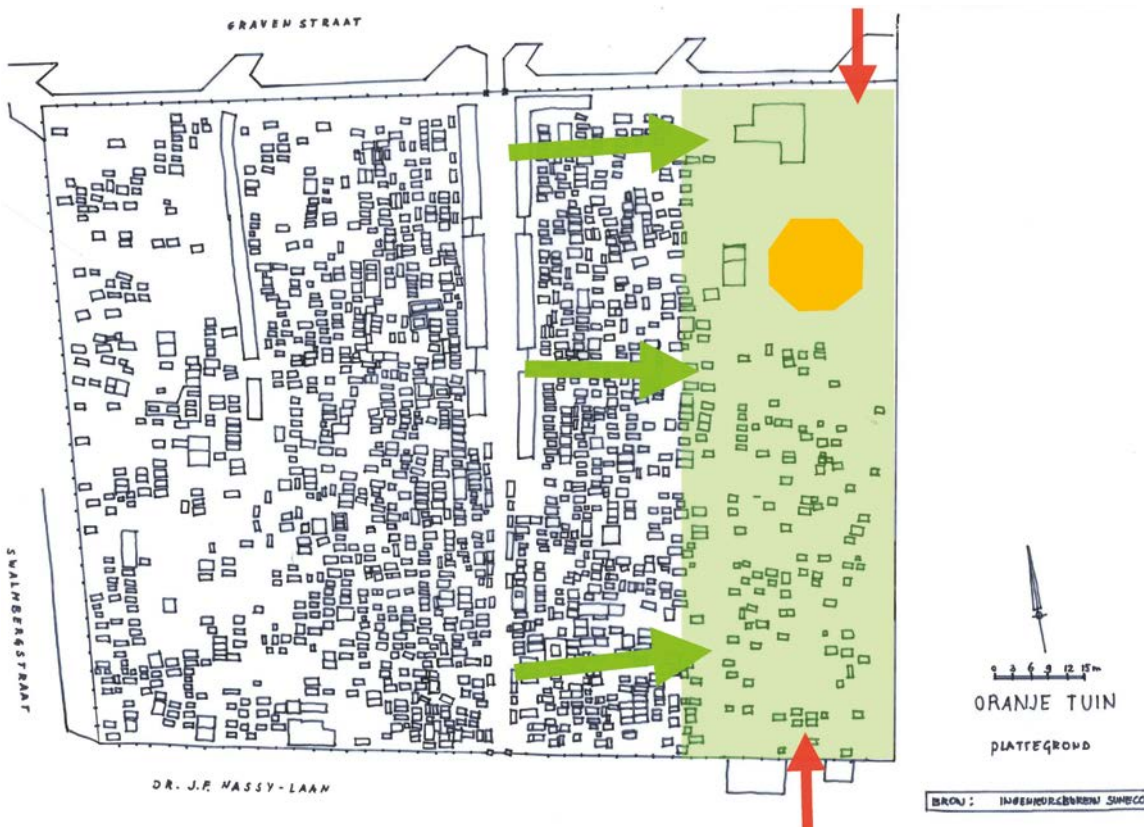 GRAVEN STRAAT
SWALMBERGSTRAAT
DR. J.F. NASSY-LAAN
0 3 6 9 12 15m
ORANJE TUIN
PLATTEGROND
BRON: INGENIEURSBUREAU SUNECO